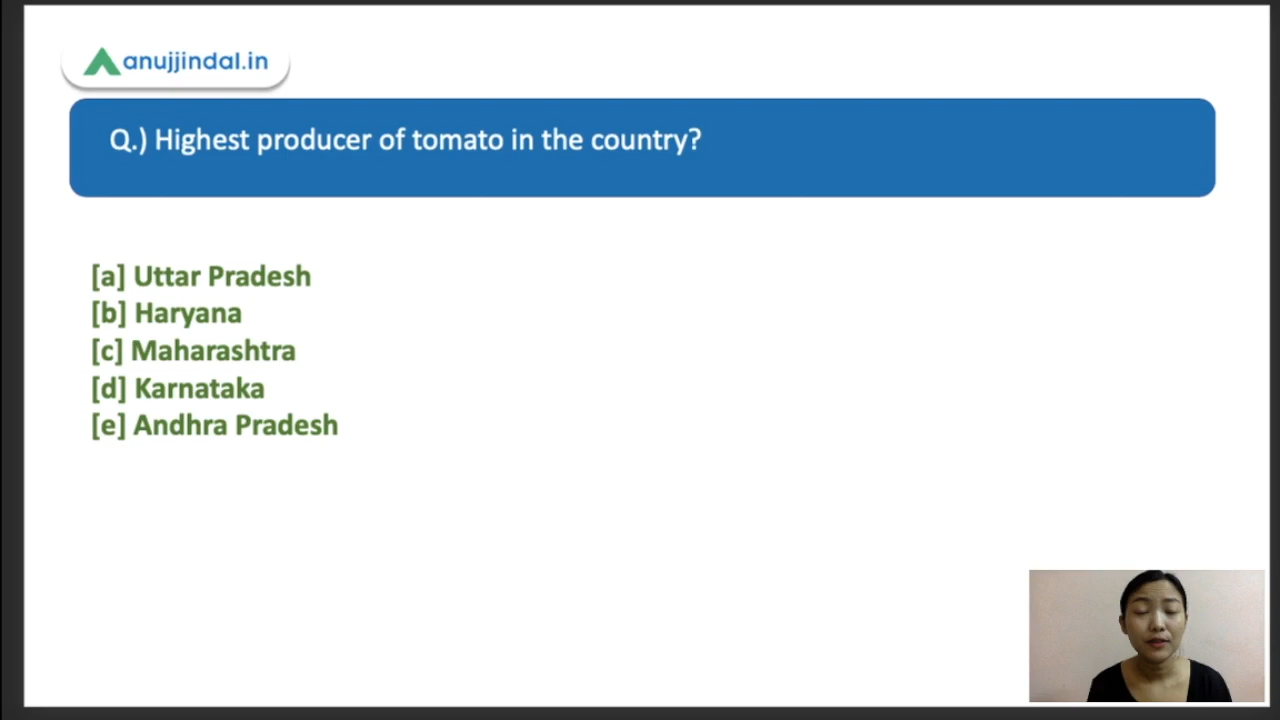 anujjindal.in
Q.) Highest producer of tomato in the country?
[a] Uttar Pradesh
[b] Haryana
[c] Maharashtra
[d] Karnataka
[e] Andhra Pradesh